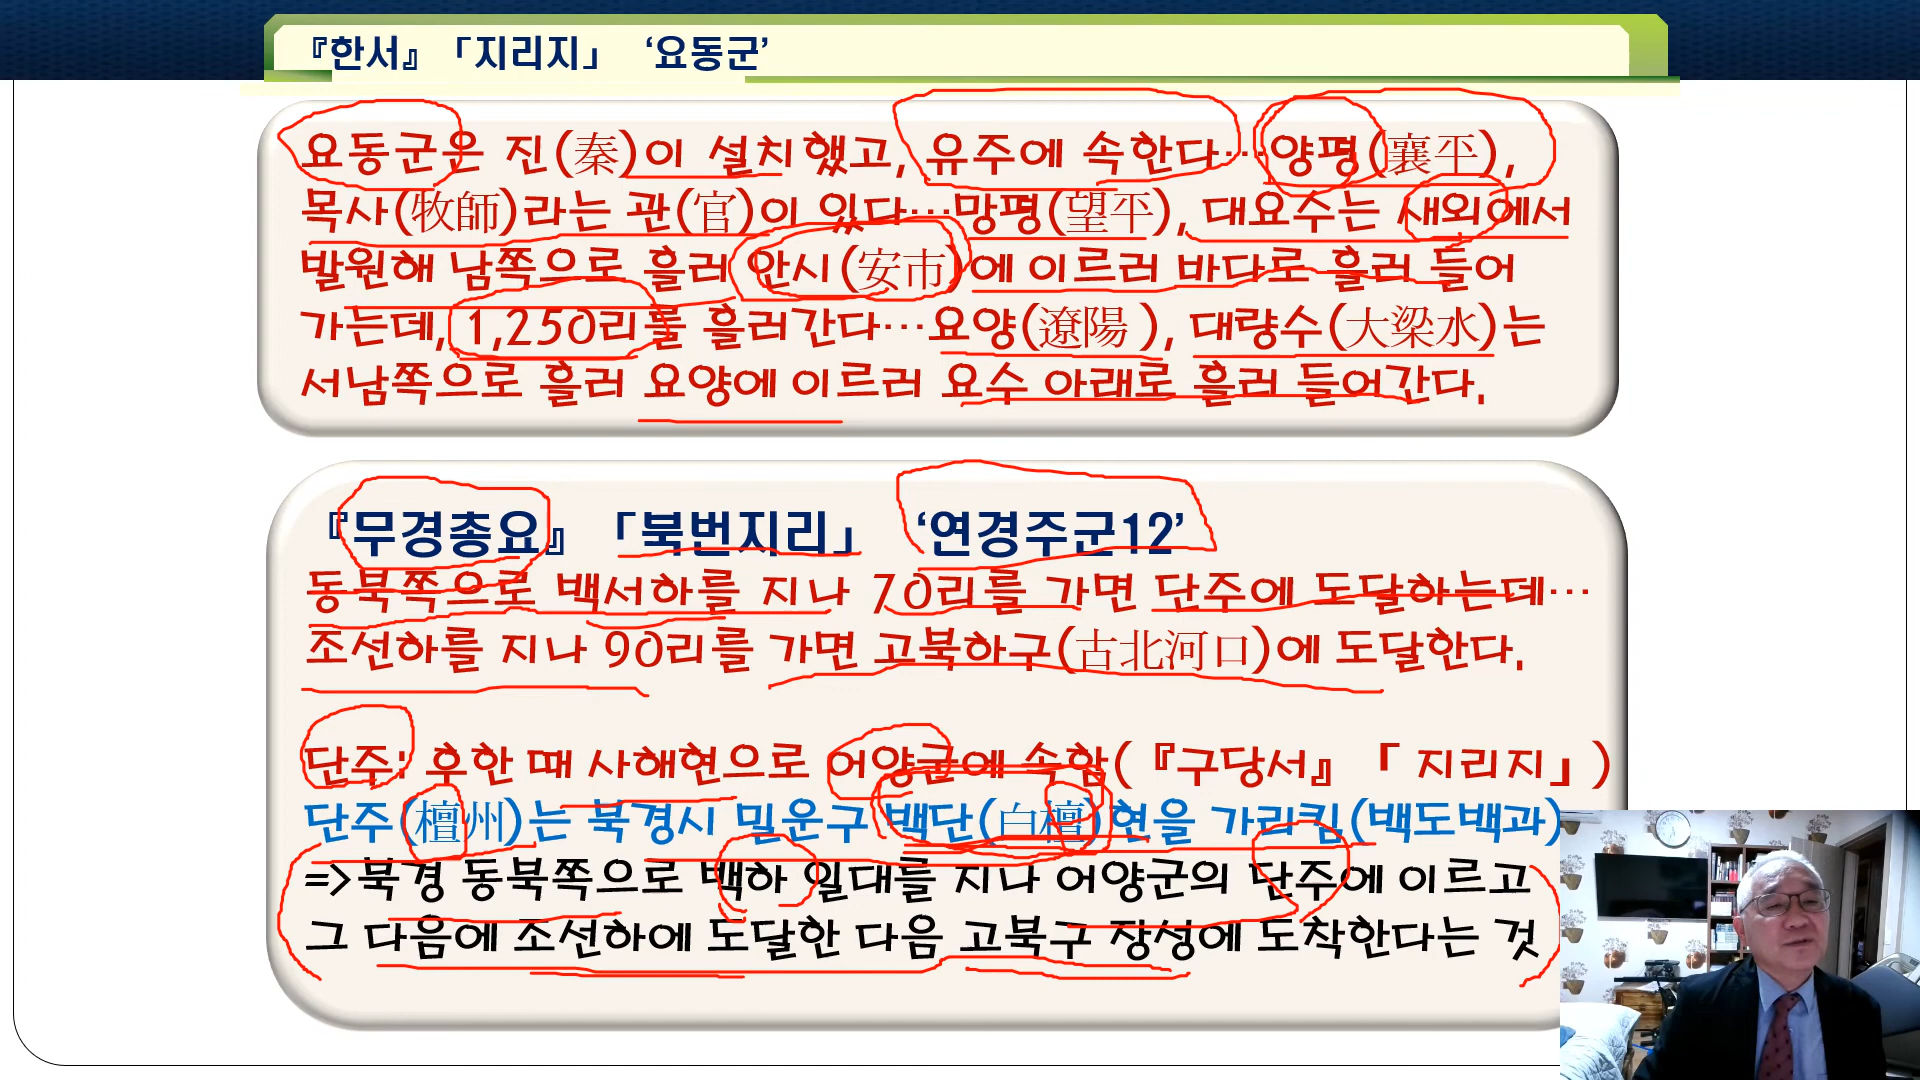 『한서』 「지리지」 ‘요동군’
요동군은 진(秦)이 설치했고, 유주에 속한다…양평(襄平),
목사(牧師)라는 관(官)이 있다…망평(望平), 대요수는 새외에서
발원해 남쪽으로 흘러 안시(安市)에 이르러 바다로 흘러 들어
가는데, 1,250리를 흘러간다…요양(遼陽 ), 대량수(大梁水)는
서남쪽으로 흘러 요양에 이르러 요수 아래로 흘러 들어간다.
『무경총요』 「북번지리」 ‘연경주군12’
동북쪽으로 백서하를 지나 70리를 가면 단주에 도달하는데…
조선하를 지나 90리를 가면 고북하구(古北河口)에 도달한다.
단주: 후한 때 사해현으로 어양군에 속함(『구당서』 「 지리지」)
단주(檀州)는 북경시 밀운구 백단(白檀)현을 가리킴(백도백과)
=>북경 동북쪽으로 백하 일대를 지나 어양군의 단주에 이르고
그 다음에 조선하에 도달한 다음 고북구 장성에 도착한다는 것